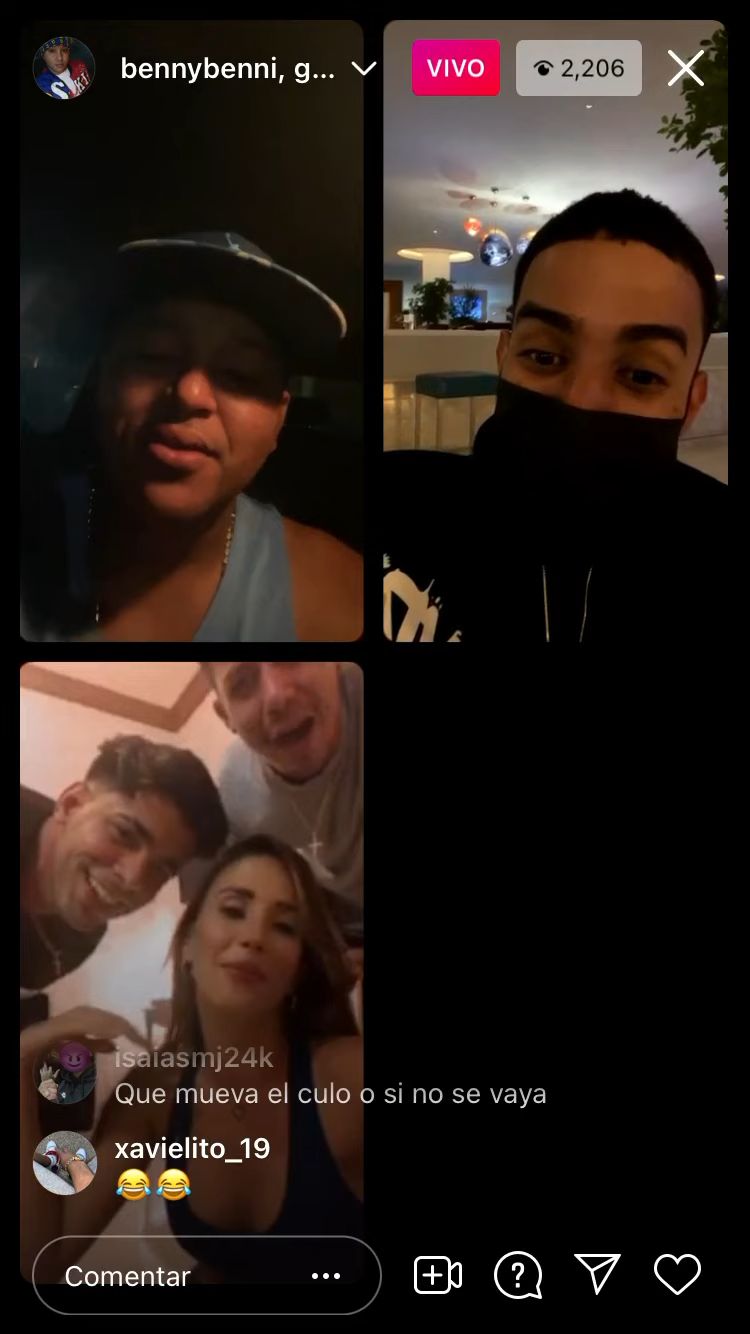 bennybenni, g...
VIVO
2,206
isaiasmj24k
Que mueva el culo o si no se vaya
xavielito_19
😂😂
Comentar